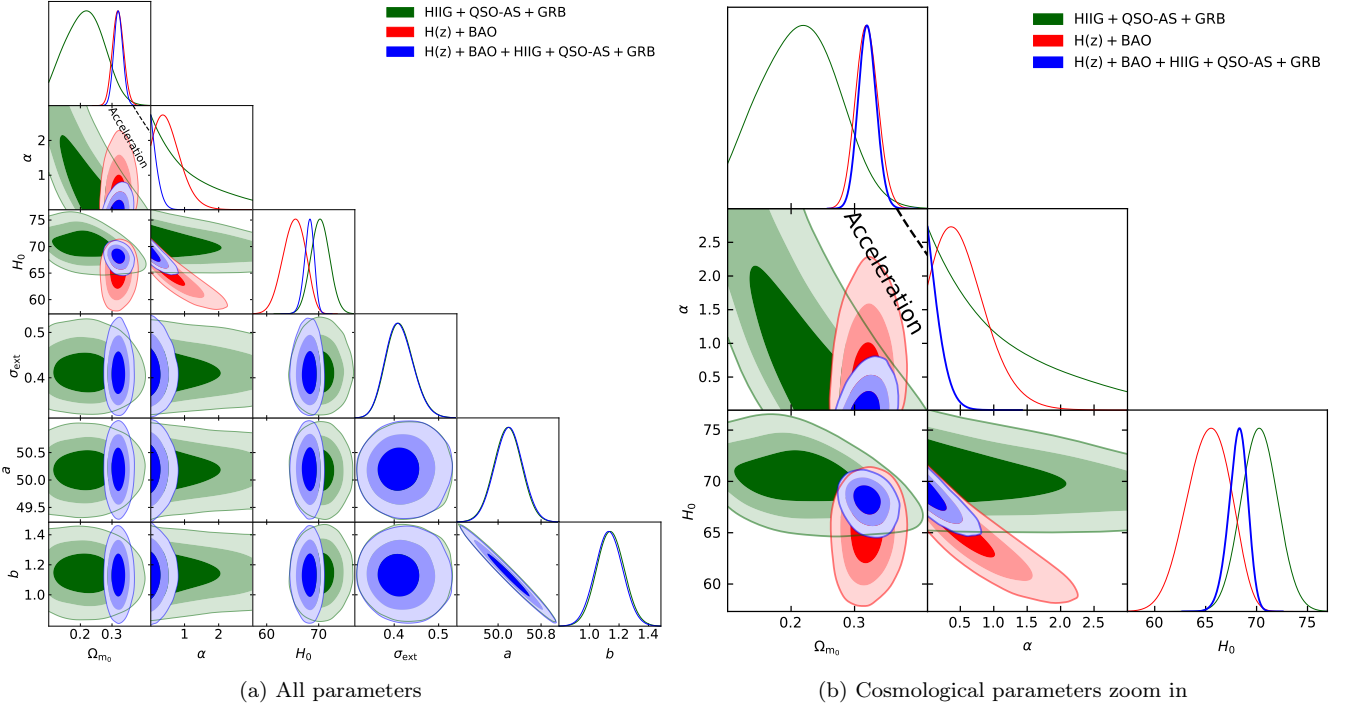 HIIG + QSO-AS + GRB
H(z) + BAO
H(z) + BAO + HIIG + QSO-AS + GRB
Acceleration
α
2
1
H₀
75
70
65
60
σext
0.5
0.4
a
50.5
50.0
49.5
b
1.4
1.2
1.0
0.2 0.3 1 2 60 70 0.4 0.5 50.0 50.8 1.0 1.2 1.4
Ωm₀ α H₀ σext a b
(a) All parameters
HIIG + QSO-AS + GRB
H(z) + BAO
H(z) + BAO + HIIG + QSO-AS + GRB
Acceleration
α
2.5
2.0
1.5
1.0
0.5
H₀
75
70
65
60
0.2 0.3 0.5 1.0 1.5 2.0 2.5 60 65 70 75
Ωm₀ α H₀
(b) Cosmological parameters zoom in